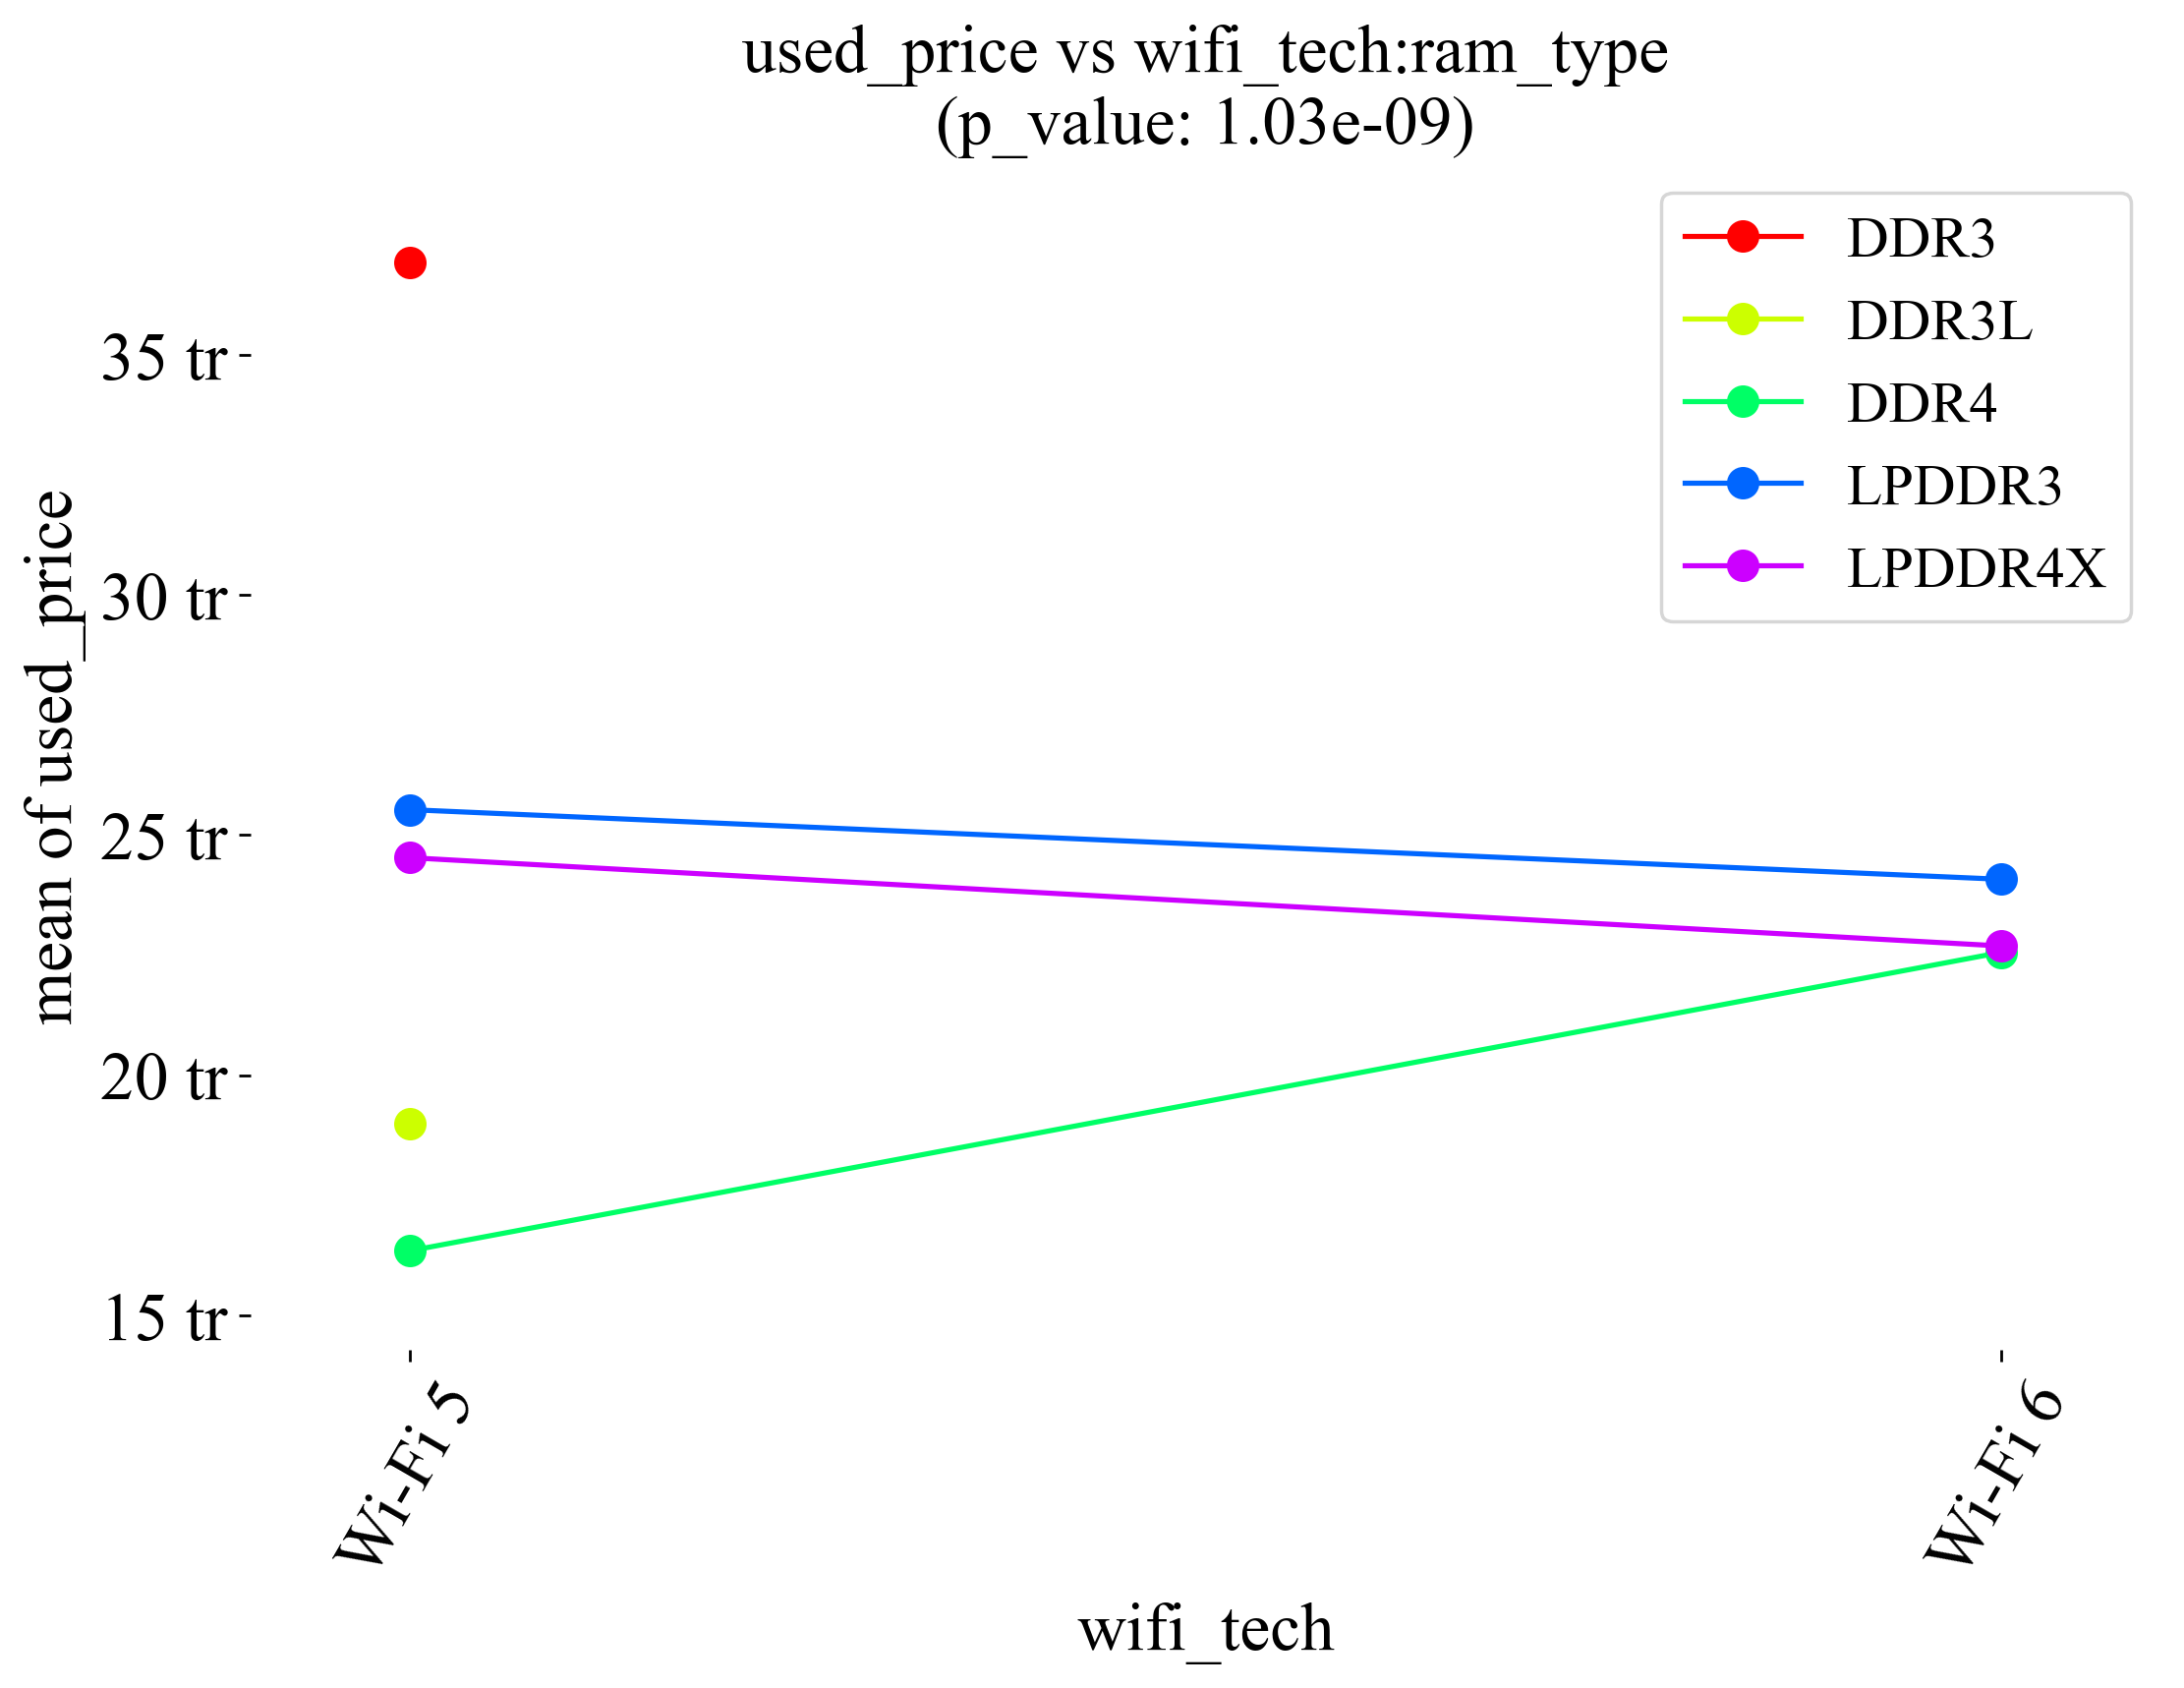 used_price vs wifi_tech:ram_type
(p_value: 1.03e-09)
DDR3
DDR3L
DDR4
LPDDR3
LPDDR4X
mean of used_price
35 tr
30 tr
25 tr
20 tr
15 tr
Wi-Fi 5
Wi-Fi 6
wifi_tech